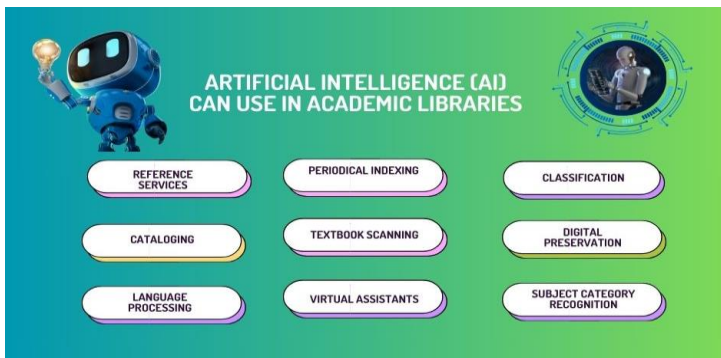 ARTIFICIAL INTELLIGENCE (AI)
CAN USE IN ACADEMIC LIBRARIES
REFERENCE
SERVICES
PERIODICAL INDEXING
CLASSIFICATION
CATALOGING
TEXTBOOK SCANNING
DIGITAL
PRESERVATION
LANGUAGE
PROCESSING
VIRTUAL ASSISTANTS
SUBJECT CATEGORY
RECOGNITION